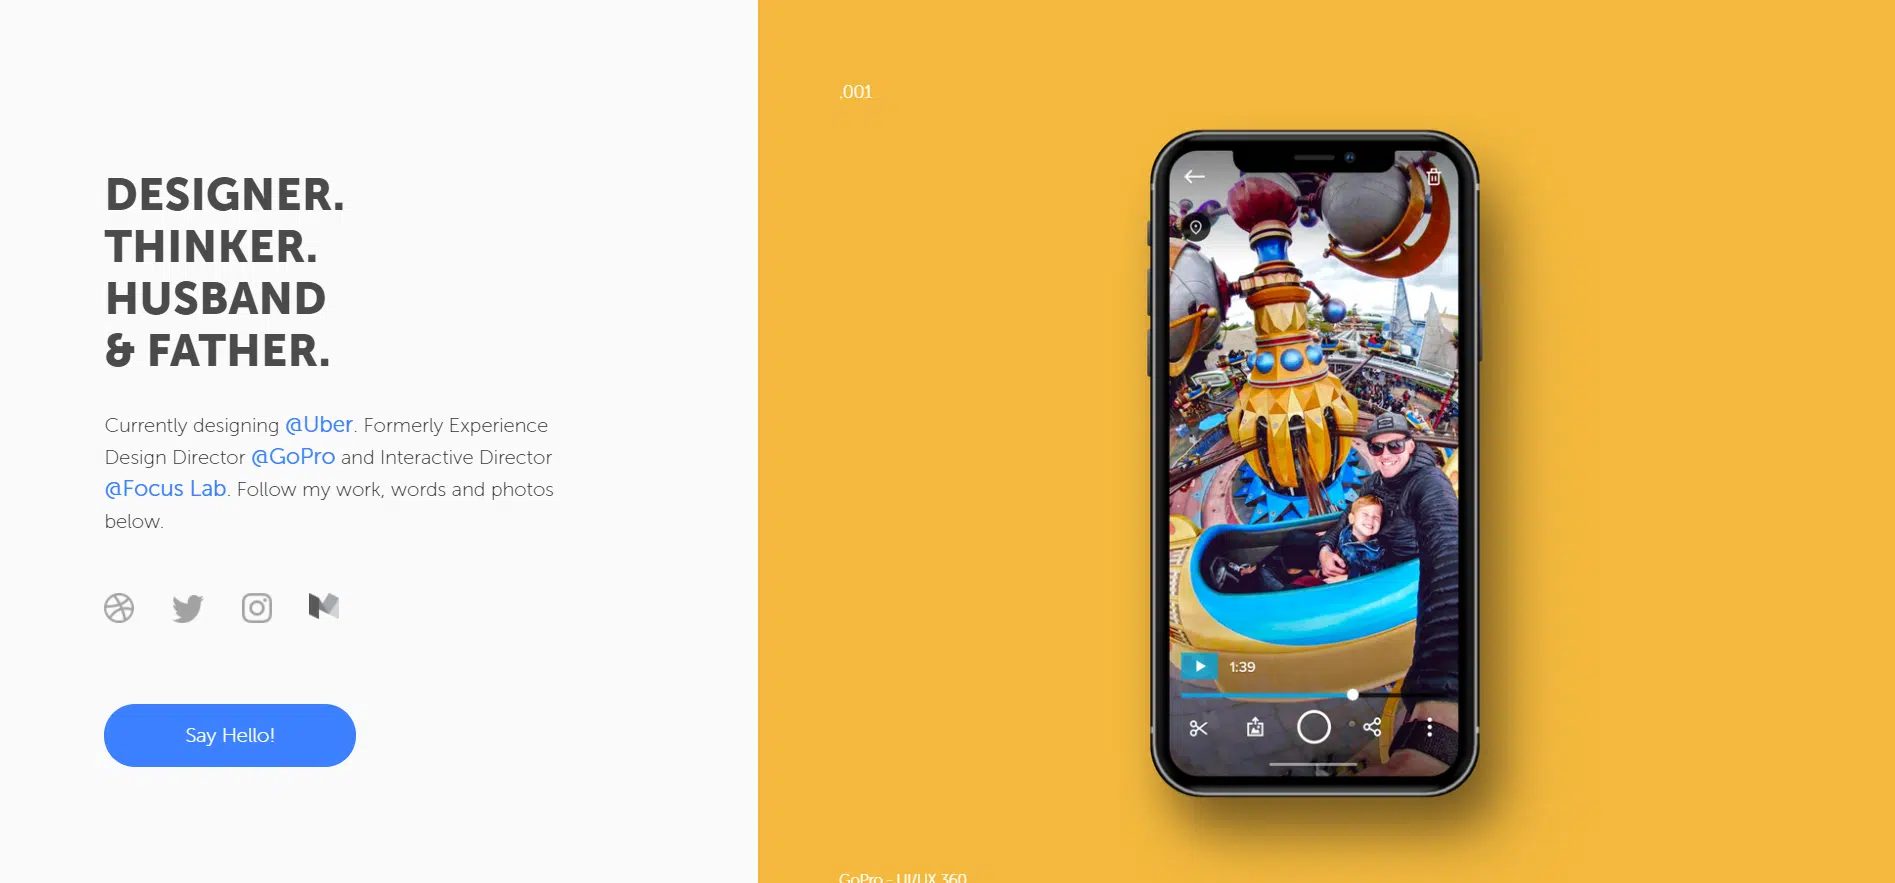 DESIGNER.
THINKER.
HUSBAND
& FATHER.
Currently designing @Uber. Formerly Experience
Design Director @GoPro and Interactive Director
@Focus Lab. Follow my work, words and photos
below.
Say Hello!
.001
1:39
GoPro - UI/UX 360